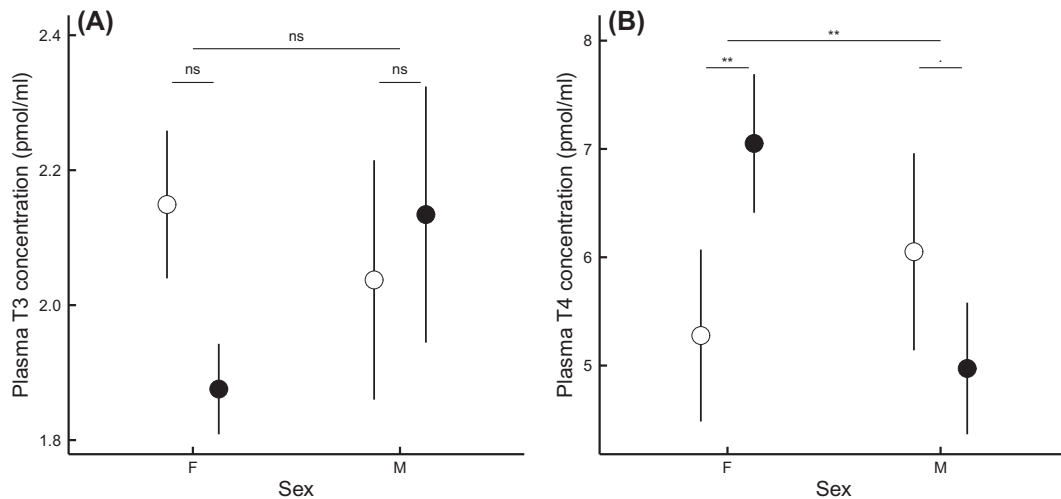 (A)
ns
ns
ns
2.4
2.2
2.0
1.8
Plasma T3 concentration (pmol/ml)
F
M
Sex
(B)
**
**
.
8
7
6
5
Plasma T4 concentration (pmol/ml)
F
M
Sex